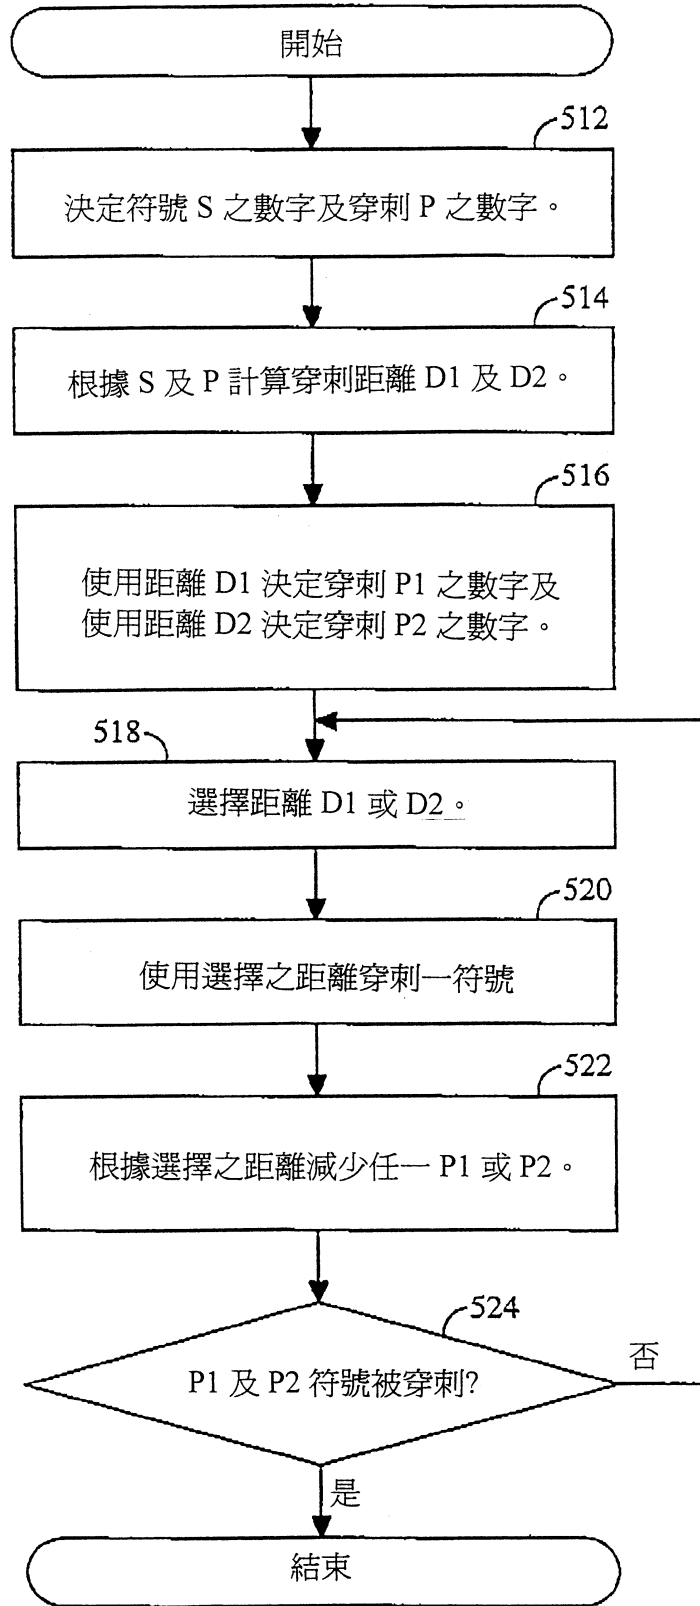 開始
512
決定符號 S 之數字及穿刺 P 之數字。
514
根據 S 及 P 計算穿刺距離 D1 及 D2。
516
使用距離 D1 決定穿刺 P1 之數字及
使用距離 D2 決定穿刺 P2 之數字。
518
選擇距離 D1 或 D2。
520
使用選擇之距離穿刺一符號
522
根據選擇之距離減少任一 P1 或 P2。
524
P1 及 P2 符號被穿刺?
否
是
結束